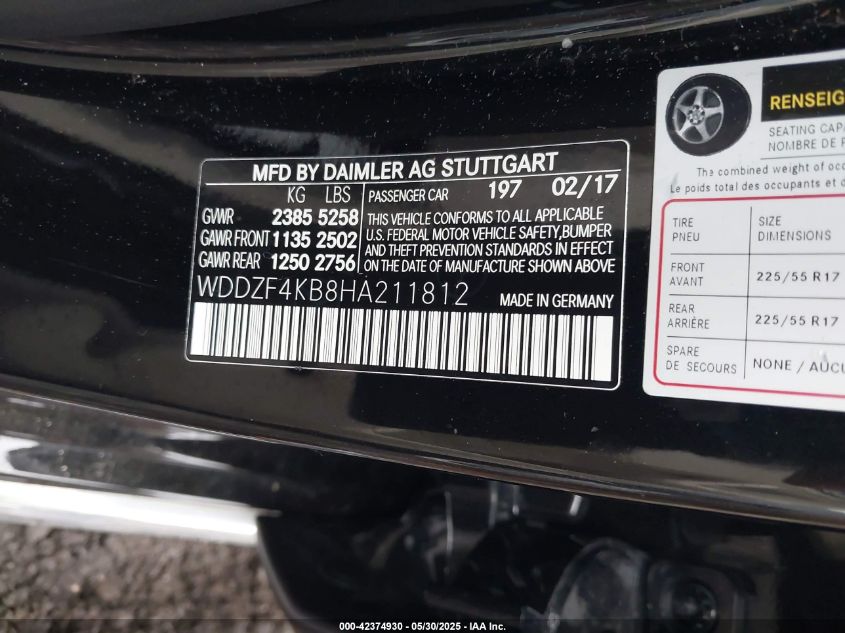 MFD BY DAIMLER AG STUTTGART
KG LBS PASSENGER CAR 197 02/17
GVWR 2385 5258
GAWR FRONT 1135 2502
GAWR REAR 1250 2756
THIS VEHICLE CONFORMS TO ALL APPLICABLE
U.S. FEDERAL MOTOR VEHICLE SAFETY,BUMPER
AND THEFT PREVENTION STANDARDS IN EFFECT
ON THE DATE OF MANUFACTURE SHOWN ABOVE
WDDZF4KB8HA211812 MADE IN GERMANY
SEATING
NOMBRE DE
The combined weight of
Le poids total des occupants et
TIRE SIZE
PNEU DIMENSIONS
FRONT
AVANT 225/55 R17
REAR
ARRIÈRE 225/55 R17
SPARE
DE SECOURS NONE /
000-42374930 / 05/30/2025 - IAA Inc.